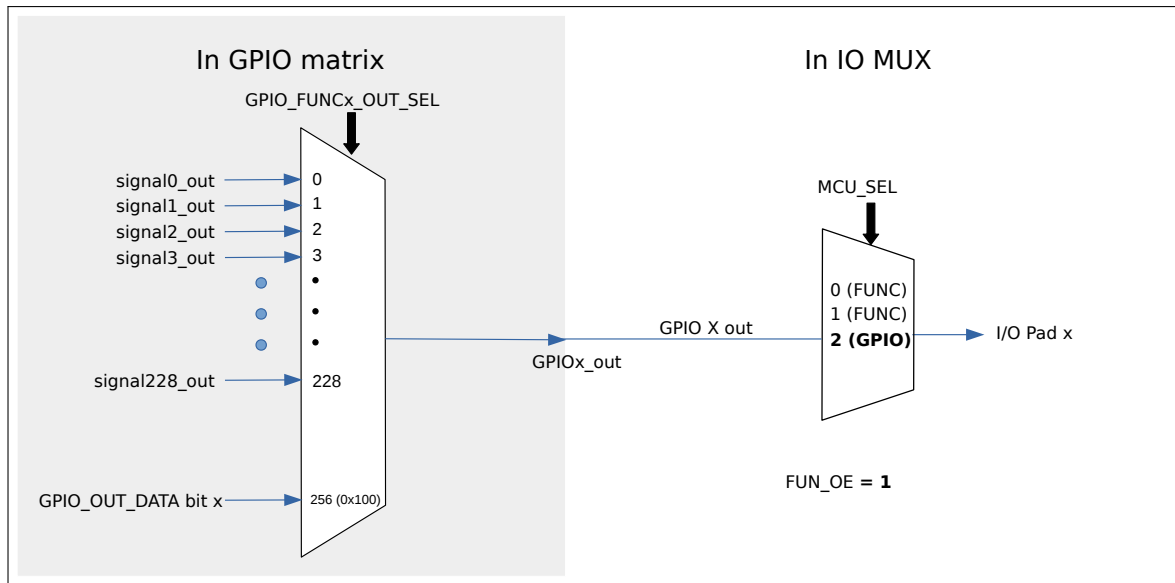 In GPIO matrix
In IO MUX
GPIO_FUNCx_OUT_SEL
signal0_out
0
signal1_out
1
signal2_out
2
signal3_out
3
signal228_out
228
GPIO_OUT_DATA bit x
256 (0x100)
GPIOx_out
GPIO X out
MCU_SEL
0 (FUNC)
1 (FUNC)
2 (GPIO)
I/O Pad x
FUN_OE = 1